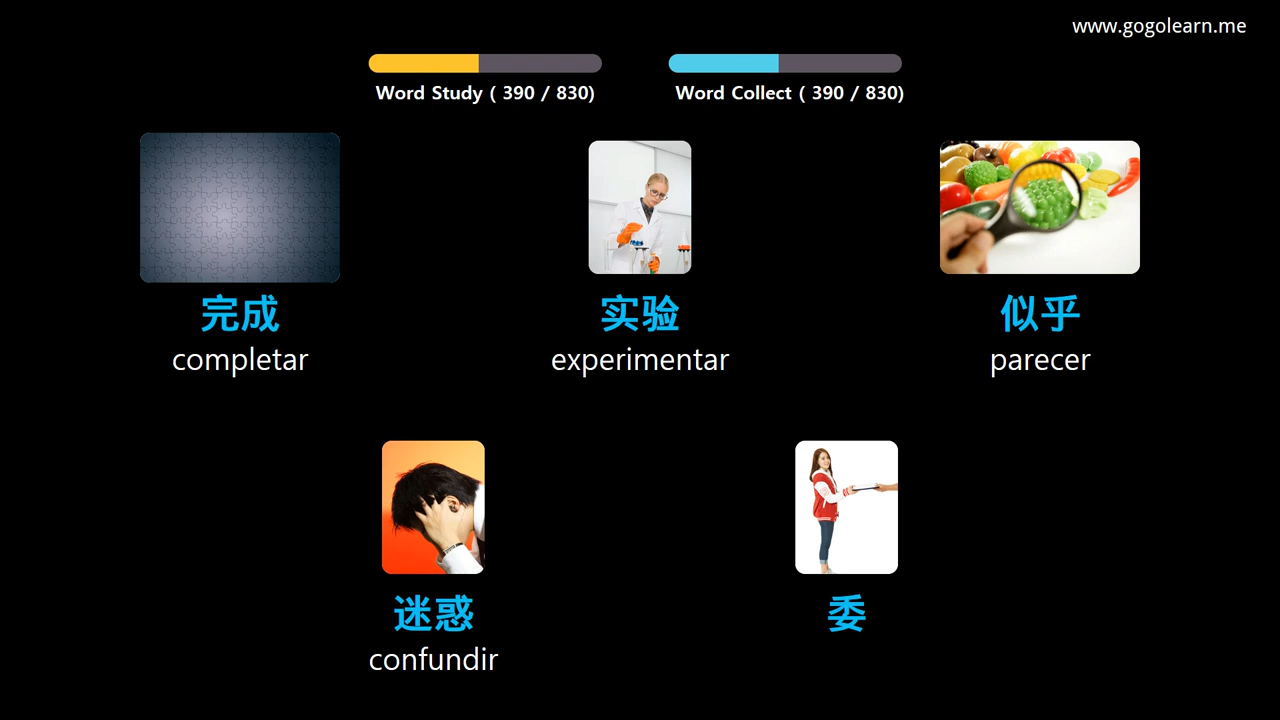 www.gogolearn.me
Word Study ( 390 / 830)
Word Collect ( 390 / 830)
完成
completar
实验
experimentar
似乎
parecer
迷惑
confundir
委